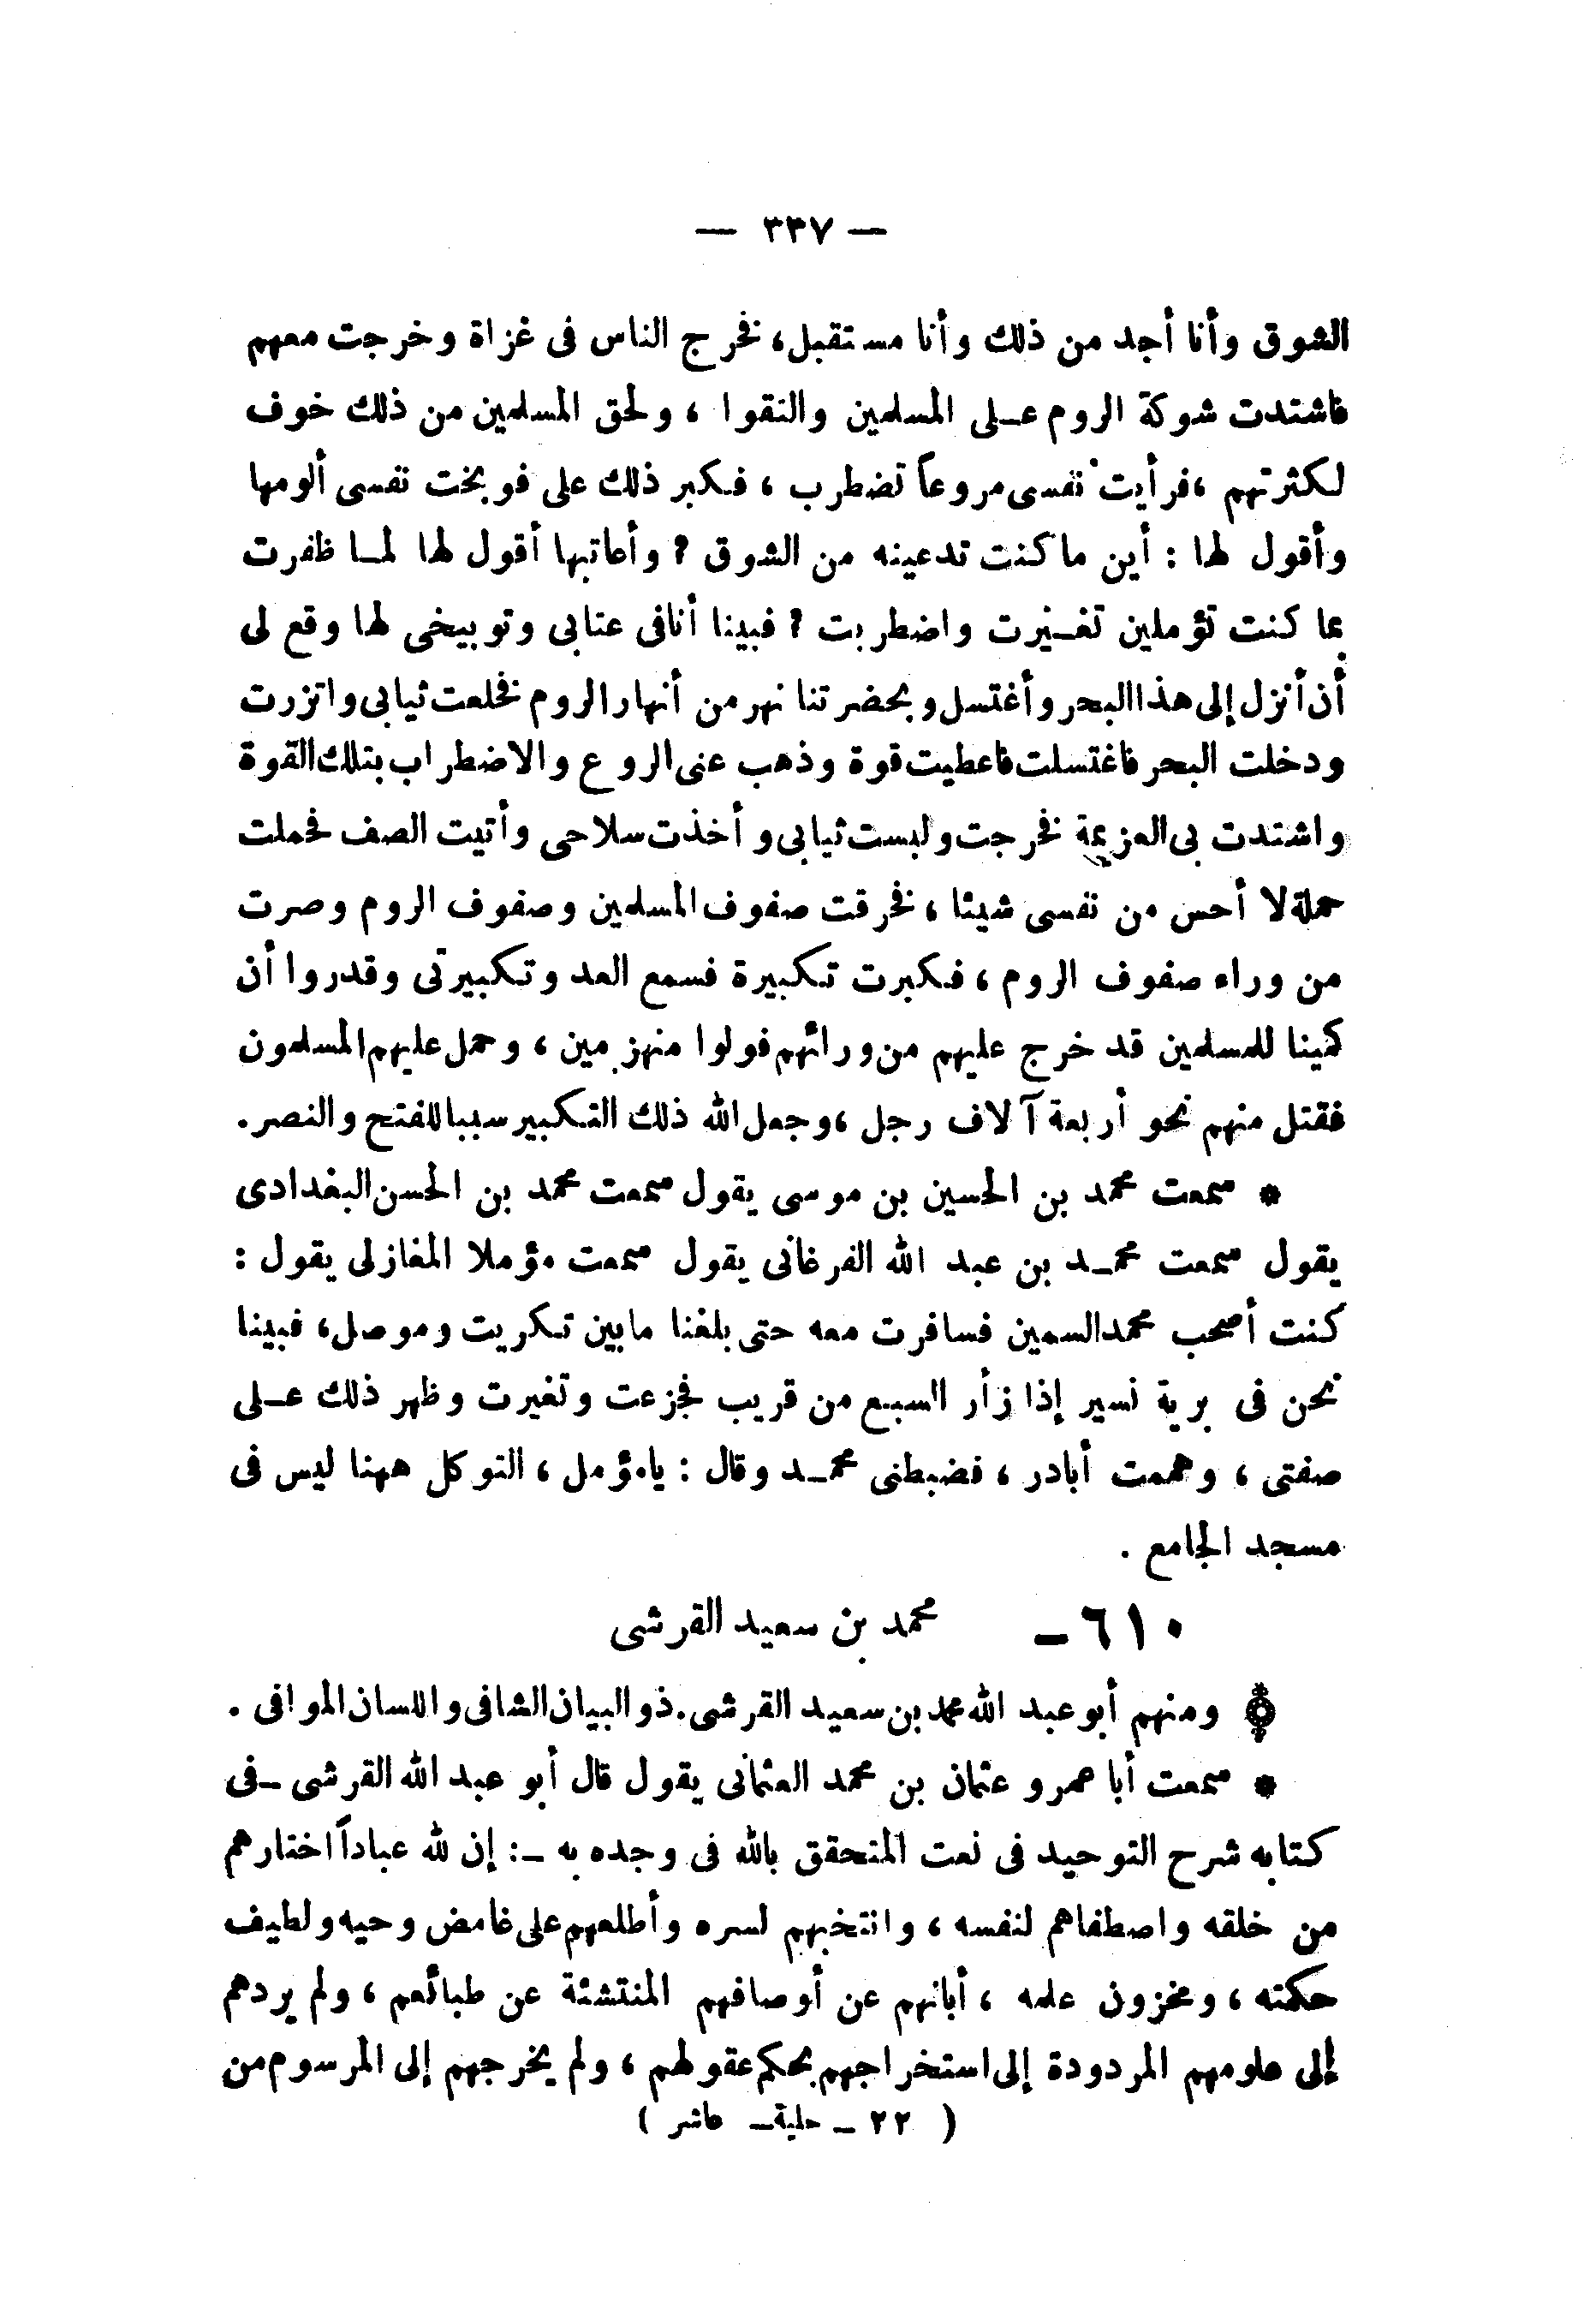 — ٣٣٧ —
الشوق وأنا أجد من ذلك وأنا مستقبل، فخرج الناس فى غزاة وخرجت معهم
فاشتدت شوكة الروم عـلى المسلمين والتقوا ، ولحق المسلمين من ذلك خوف
لكثرتهم ، فرأيت نفسى مروعاً تضطرب ، فكبر ذلك على فوبخت نفسى ألومها
وأقول لها : أين ما كنت تدعينه من الشوق ؟ وأعاتبها أقول لها لمـا ظفرت
بما كنت تؤملين تغـيرت واضطربت ؟ فبينا أنا فى عتابى وتوبيخى لها وقع لى
أن أنزل إلى هذا البحر وأغتسل وبحضرتنا نهر من أنهار الروم فخلعت ثيابى واتزرت
ودخلت البحر فاغتسلت فاعطيت قوة وذهب عنى الروع والاضطراب بتلك القوة
واشتدت بى العزيمة فخرجت ولبست ثيابى وأخذت سلاحى وأتيت الصف فحملت
حملة لا أحس من نفسى شيئا ، فخرقت صفوف المسلمين وصفوف الروم وصرت
من وراء صفوف الروم ، فكبرت تكبيرة فسمع العدو تكبيرتى وقدروا أن
كمينا للمسلمين قد خرج عليهم من ورائهم فولوا منهزمين ، وحمل عليهم المسلمون
فقتل منهم نحو أربعة آلاف رجل ، وجعل الله ذلك التكبير سببا للفتح والنصر.
* سمعت محمد بن الحسين بن موسى يقول سمعت محمد بن الحسن البغدادى
يقول سمعت محمـد بن عبد الله الفرغانى يقول سمعت مؤملا المغازلى يقول :
كنت أصحب محمد السمين فسافرت معه حتى بلغنا ما بين تكريت وموصل، فبينا
نحن فى برية نسير إذا زأر السبع من قريب فجزعت وتغيرت وظهر ذلك عـلى
صفتى ، وهممت أبادر ، فضبطنى محمـد وقال : يا مؤمل ، التوكل ههنا ليس فى
مسجد الجامع .
٦١٠ – محمد بن سعيد القرشى
ومنهم أبو عبد الله محمد بن سعيد القرشى. ذو البيان الشافى واللسان الموافى .
* سمعت أبا عمرو عثمان بن محمد العثمانى يقول قال أبو عبد الله القرشى –فى
كتابه شرح التوحيد فى نعت المتحقق بالله فى وجده به –: إن لله عباداً اختارهم
من خلقه واصطفاهم لنفسه ، وانتخبهم لسره وأطلعهم على غامض وحيه ولطيف
حكمته ، ومخزون علمه ، أبانهم عن أوصافهم المنتشئة عن طبائعهم ، ولم يردهم
إلى علومهم المردودة إلى استخراجهم بحكم عقولهم ، ولم يخرجهم إلى المرسوم من
( ٢٢ – حلية – عاشر )